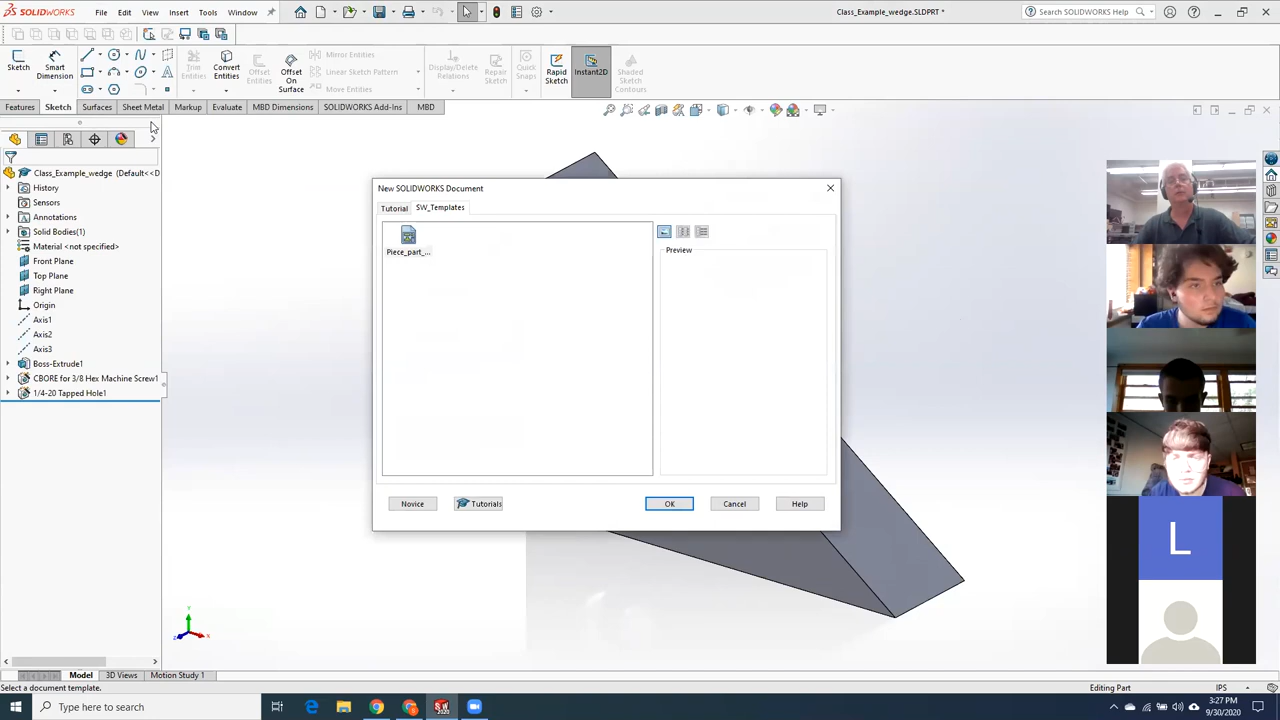 SOLIDWORKS File Edit View Insert Tools Window Class_Example_wedge.SLDPRT * Search SOLIDWORKS Help
Sketch Smart Dimension Trim Entities Convert Entities Offset Entities Offset On Surface Mirror Entities Linear Sketch Pattern More Entities Display/Delete Relations Repair Sketch Quick Snaps Rapid Sketch Instant2D Shaded Sketch Contours
Features Sketch Surfaces Sheet Metal Markup Evaluate MBD Dimensions SOLIDWORKS Add-Ins MBD
Class_Example_wedge (Default<<D
History
Sensors
Annotations
Solid Bodies(1)
Material <not specified>
Front Plane
Top Plane
Right Plane
Origin
Axis1
Axis2
Axis3
Boss-Extrude1
CBORE for 3/8 Hex Machine Screw1
1/4-20 Tapped Hole1
New SOLIDWORKS Document
Tutorial SW_Templates
Piece_part_...
Preview
Novice Tutorials OK Cancel Help
L
Y
X
Z
Model 3D Views Motion Study 1
Select a document template. Editing Part IPS
Type here to search
SW
2020
3:27 PM
9/30/2020